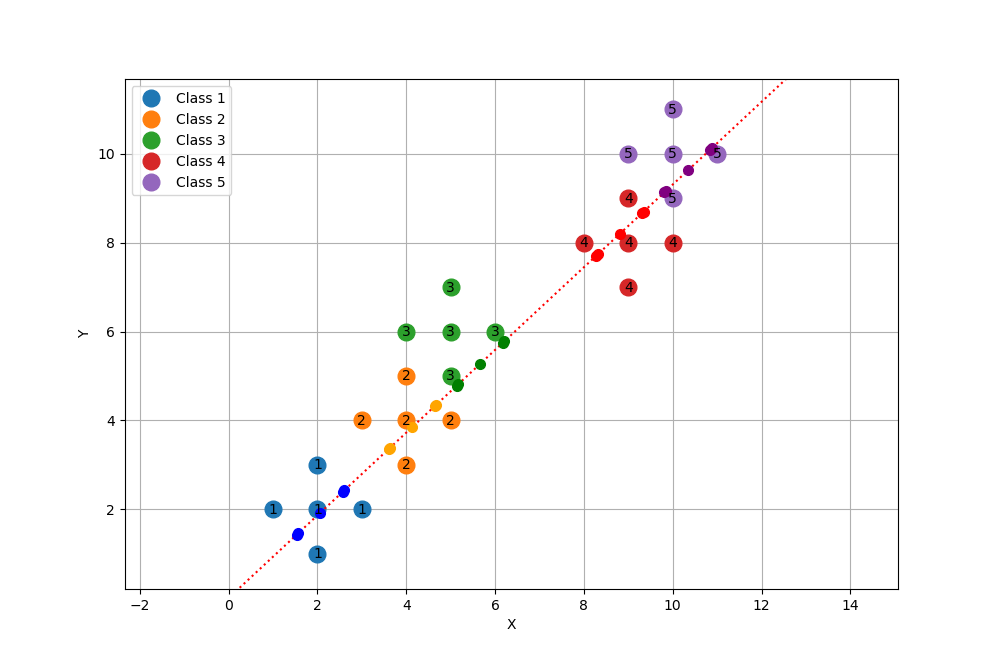 Class 1
Class 2
Class 3
Class 4
Class 5
5
5 5 5
4 5
4 4 4
3 4
3 3 3
2 3
2 2 2
1 2
1 1 1
1
10
8
6
4
2
Y
−2 0 2 4 6 8 10 12 14
X